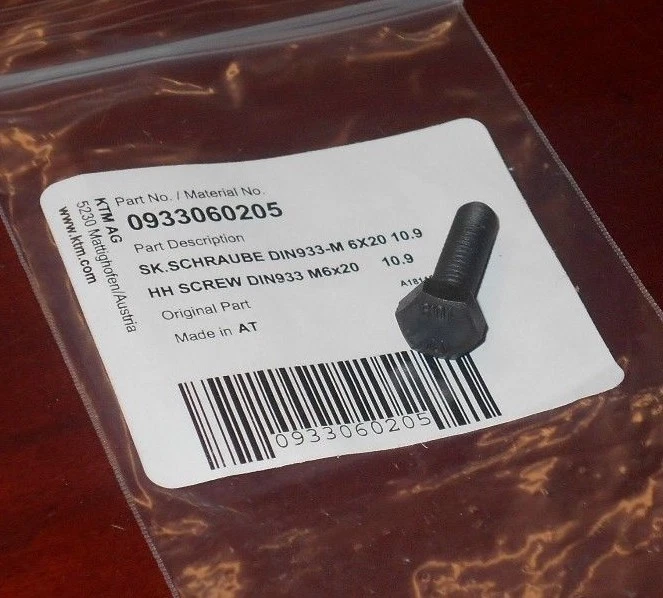 KTM AG
5230 Mattighofen/Austria
www.ktm.com
Part No. / Material No.
0933060205
Part Description
SK.SCHRAUBE DIN933-M 6X20 10.9
HH SCREW DIN933 M6x20 10.9
Original Part
Made in AT
0933060205